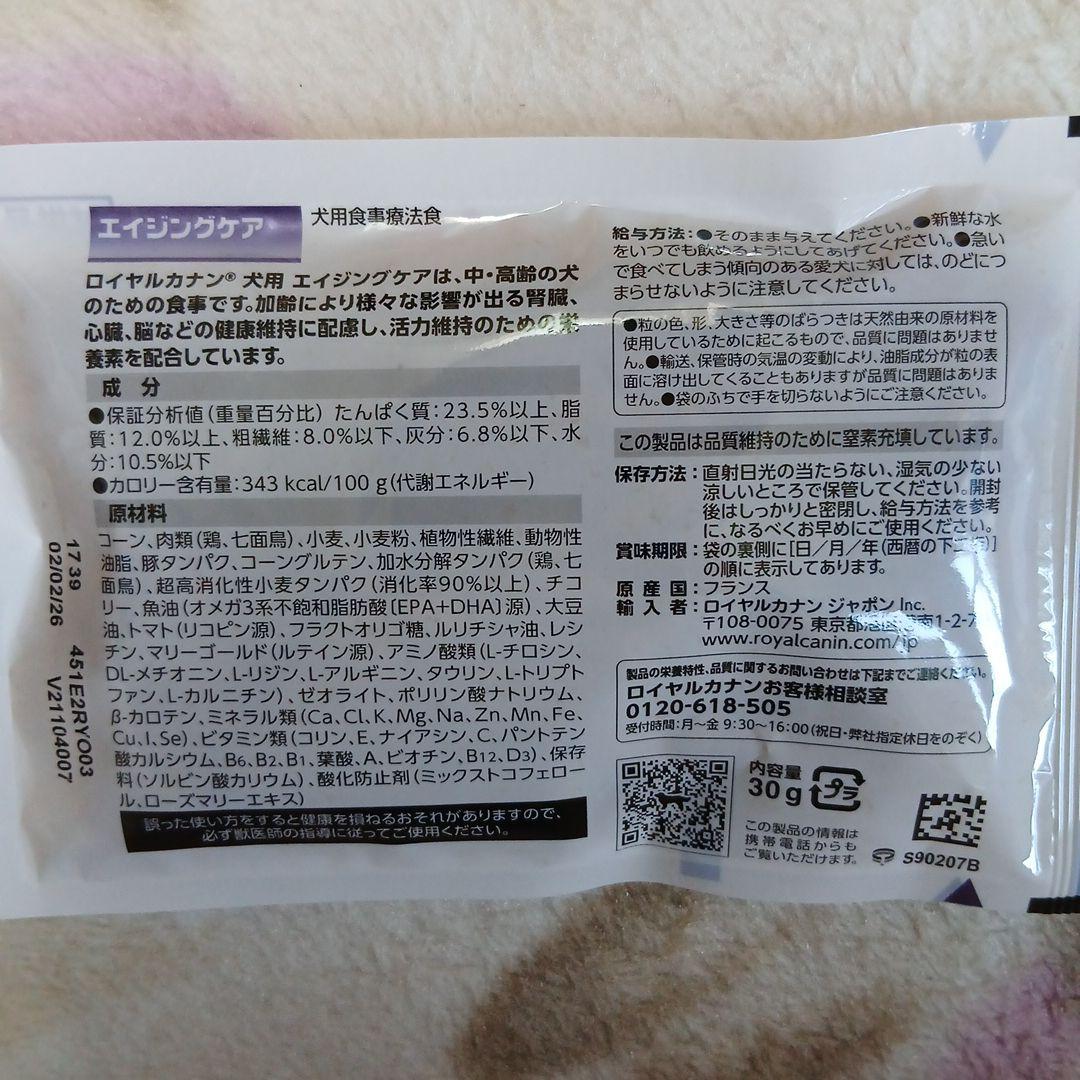 エイジングケア
犬用食事療法食
ロイヤルカナン® 犬用 エイジングケアは、中・高齢の犬
のための食事です。加齢により様々な影響が出る腎臓、
心臓、脳などの健康維持に配慮し、活力維持のための栄
養素を配合しています。
成 分
●保証分析値(重量百分比) たんぱく質:23.5%以上、脂
質:12.0%以上、粗繊維:8.0%以下、灰分:6.8%以下、水
分:10.5%以下
●カロリー含有量:343 kcal/100 g(代謝エネルギー)
原材料
コーン、肉類(鶏、七面鳥)、小麦、小麦粉、植物性繊維、動物性
油脂、豚タンパク、コーングルテン、加水分解タンパク(鶏、七
面鳥)、超高消化性小麦タンパク(消化率90%以上)、チコ
リー、魚油(オメガ3系不飽和脂肪酸〔EPA+DHA〕源)、大豆
油、トマト(リコピン源)、フラクトオリゴ糖、ルリチシャ油、レシ
チン、マリーゴールド(ルテイン源)、アミノ酸類(L-チロシン、
DL-メチオニン、L-リジン、L-アルギニン、タウリン、L-トリプト
ファン、L-カルニチン)、ゼオライト、ポリリン酸ナトリウム、
β-カロテン、ミネラル類(Ca、Cl、K、Mg、Na、Zn、Mn、Fe、
Cu、I、Se)、ビタミン類(コリン、E、ナイアシン、C、パントテン
酸カルシウム、B6、B2、B1、葉酸、A、ビオチン、B12、D3)、保存
料(ソルビン酸カリウム)、酸化防止剤(ミックストコフェロー
ル、ローズマリーエキス)
誤った使い方をすると健康を損ねるおそれがありますので、
必ず獣医師の指導に従ってご使用ください。
17 39 451E2RYO03
02/02/26 V21104007
給与方法:●そのまま与えてください。●新鮮な水
をいつでも飲めるようにしてあげてください。●急い
で食べてしまう傾向のある愛犬に対しては、のどにつ
まらせないように注意してください。
●粒の色、形、大きさ等のばらつきは天然由来の原材料を
使用しているために起こるもので、品質に問題はありませ
ん。●輸送、保管時の気温の変動により、油脂成分が粒の表
面に溶け出してくることもありますが品質に問題はありま
せん。●袋のふちで手を切らないようにご注意ください。
この製品は品質維持のために窒素充填しています。
保存方法:直射日光の当たらない、湿気の少ない
涼しいところで保管してください。開封
後はしっかりと密閉し、給与方法を参考
に、なるべくお早めにご使用ください。
賞味期限:袋の裏側に[日/月/年(西暦の下二桁)]
の順に表示してあります。
原産国:フランス
輸入者:ロイヤルカナン ジャポン Inc.
〒108-0075 東京都港区港南1-2-7
www.royalcanin.com/jp
製品の栄養特性、品質に関するお問い合わせは下記までご連絡ください。
ロイヤルカナンお客様相談室
0120-618-505
受付時間:月〜金 9:30〜16:00(祝日・弊社指定休日をのぞく)
内容量
30g
プラ
この製品の情報は
携帯電話からも
ご覧いただけます。
S90207B